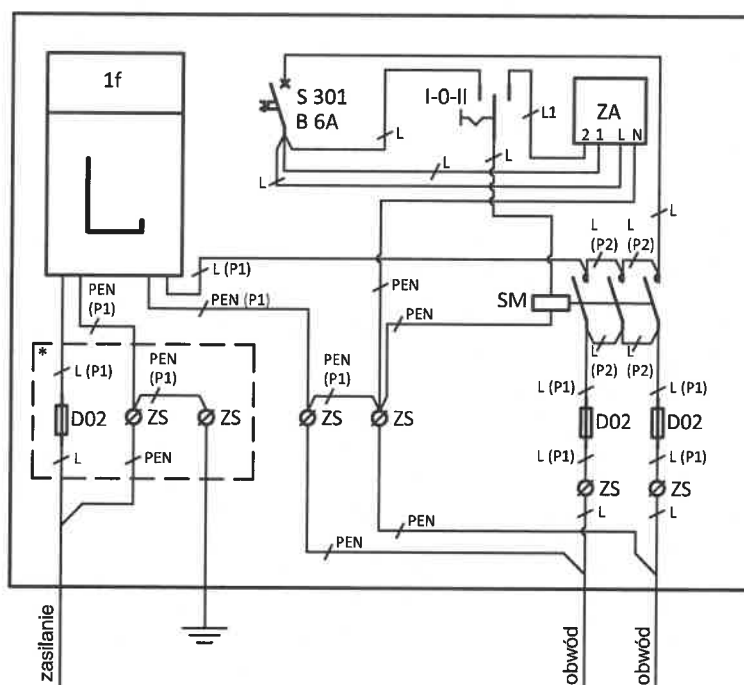 1f
S 301
B 6A
I-0-II
L1
ZA
2 1 L N
L
L
L
L
L
L (P1)
PEN
(P1)
PEN (P1)
PEN
PEN
SM
L
(P2)
L
(P2)
L
(P2)
L
(P2)
*
L (P1)
PEN
(P1)
D02
ZS
ZS
L
PEN
PEN
(P1)
ZS
ZS
L (P1)
L (P1)
D02
D02
L (P1)
L (P1)
ZS
ZS
L
L
PEN
PEN
zasilanie
obwód
obwód